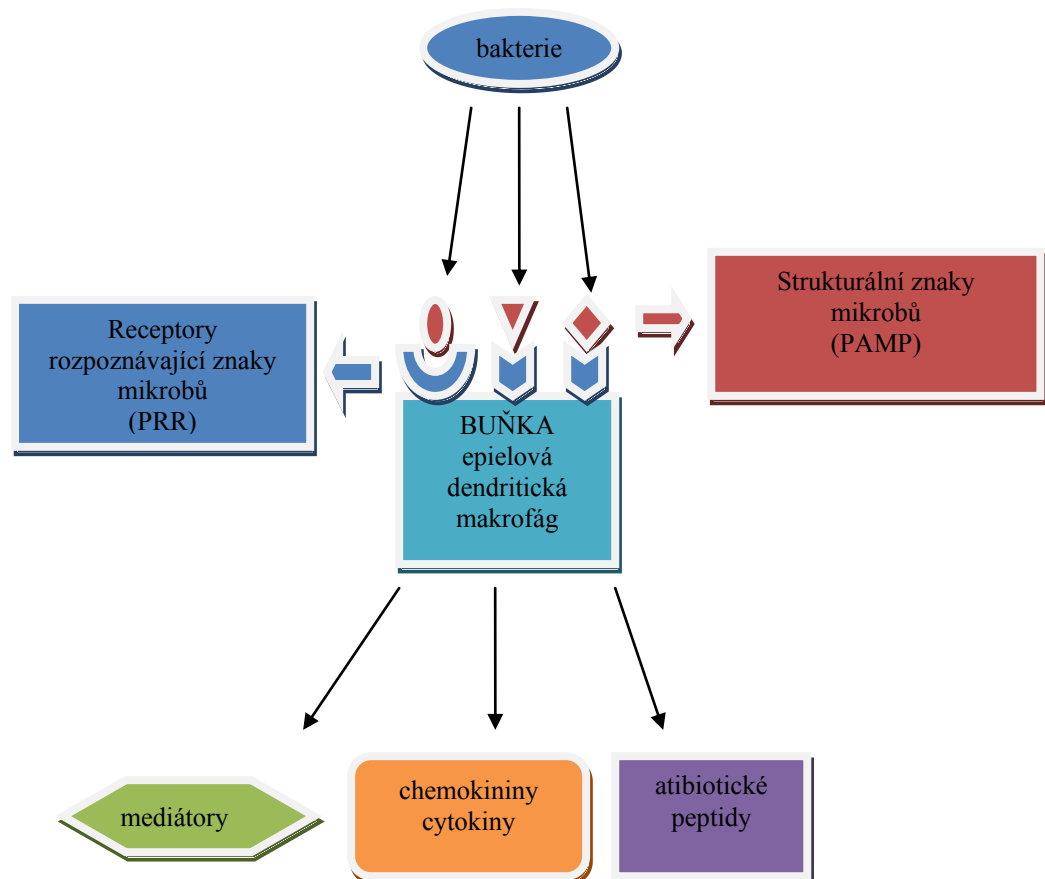 bakterie
Strukturální znaky
mikrobů
(PAMP)
Receptory
rozpoznávající znaky
mikrobů
(PRR)
BUŇKA
epielová
dendritická
makrofág
mediátory
chemokininy
cytokiny
atibiotické
peptidy